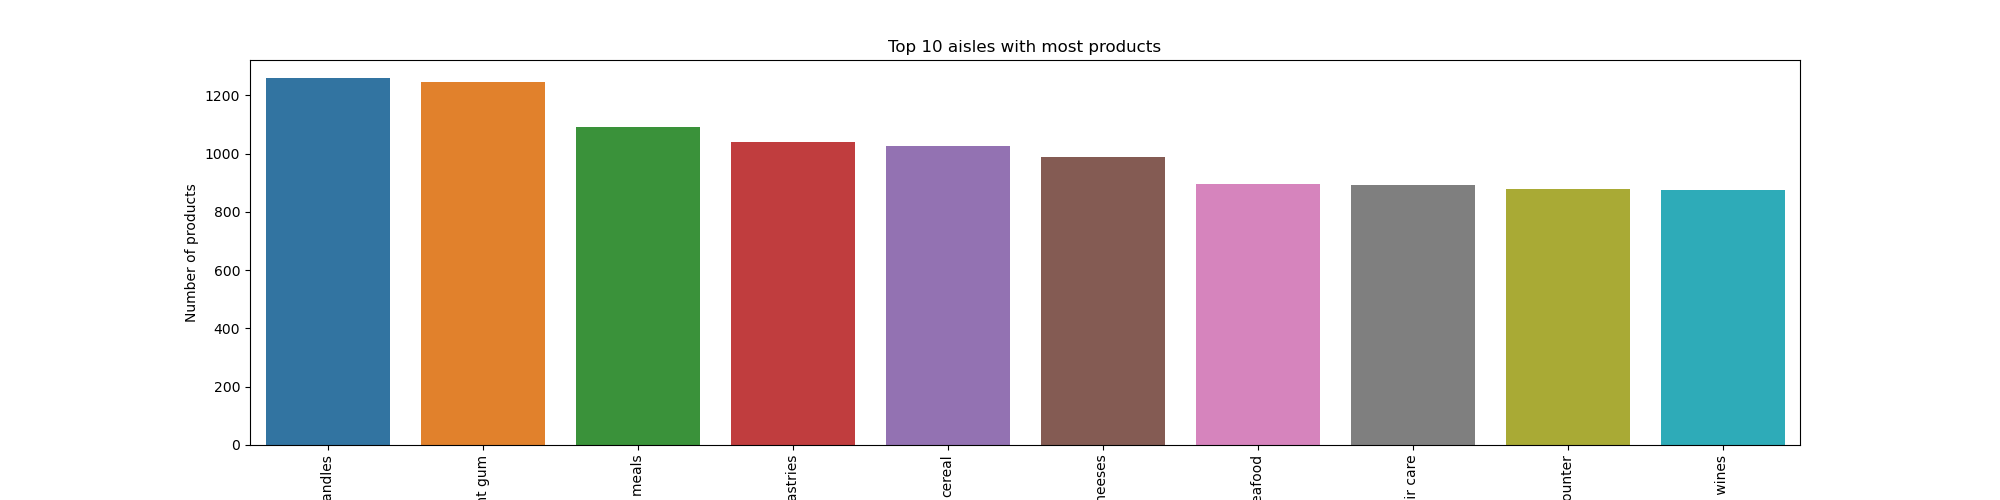 Top 10 aisles with most products
Number of products
1200
1000
800
600
400
200
0
andles
nt gum
meals
astries
cereal
heeses
eafood
ir care
ounter
wines